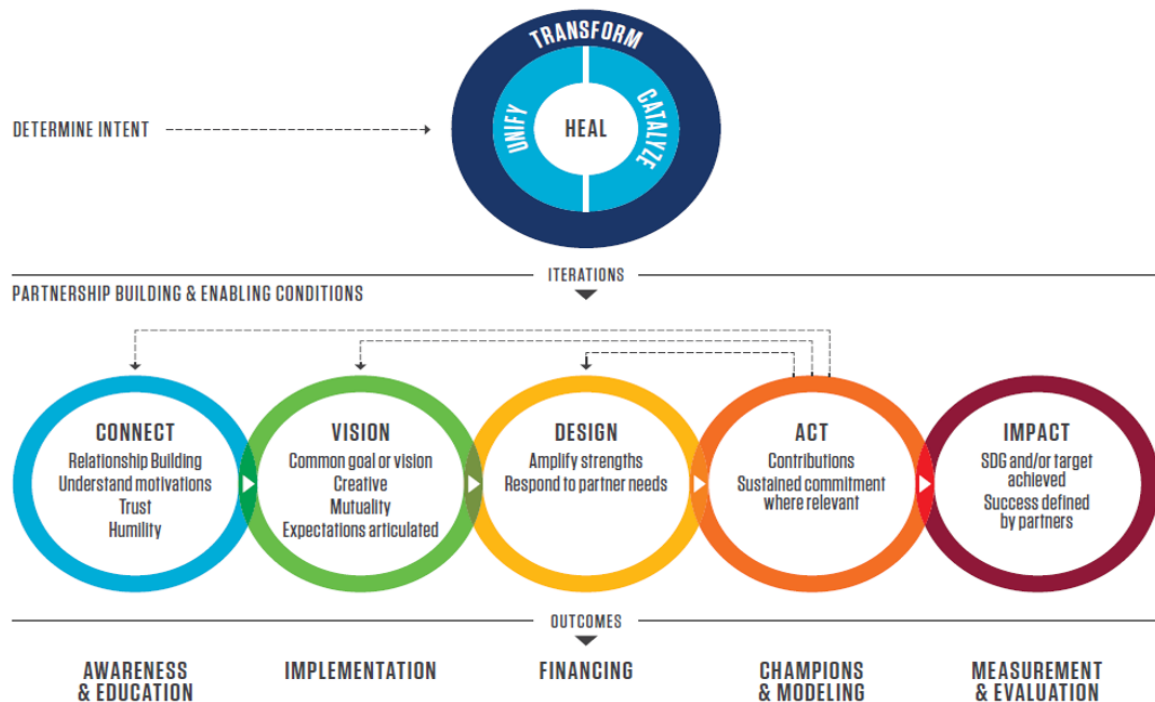 TRANSFORM
UNIFY
CATALYZE
HEAL
DETERMINE INTENT
ITERATIONS
PARTNERSHIP BUILDING & ENABLING CONDITIONS
CONNECT
Relationship Building
Understand motivations
Trust
Humility
VISION
Common goal or vision
Creative
Mutuality
Expectations articulated
DESIGN
Amplify strengths
Respond to partner needs
ACT
Contributions
Sustained commitment
where relevant
IMPACT
SDG and/or target
achieved
Success defined
by partners
OUTCOMES
AWARENESS
& EDUCATION
IMPLEMENTATION
FINANCING
CHAMPIONS
& MODELING
MEASUREMENT
& EVALUATION